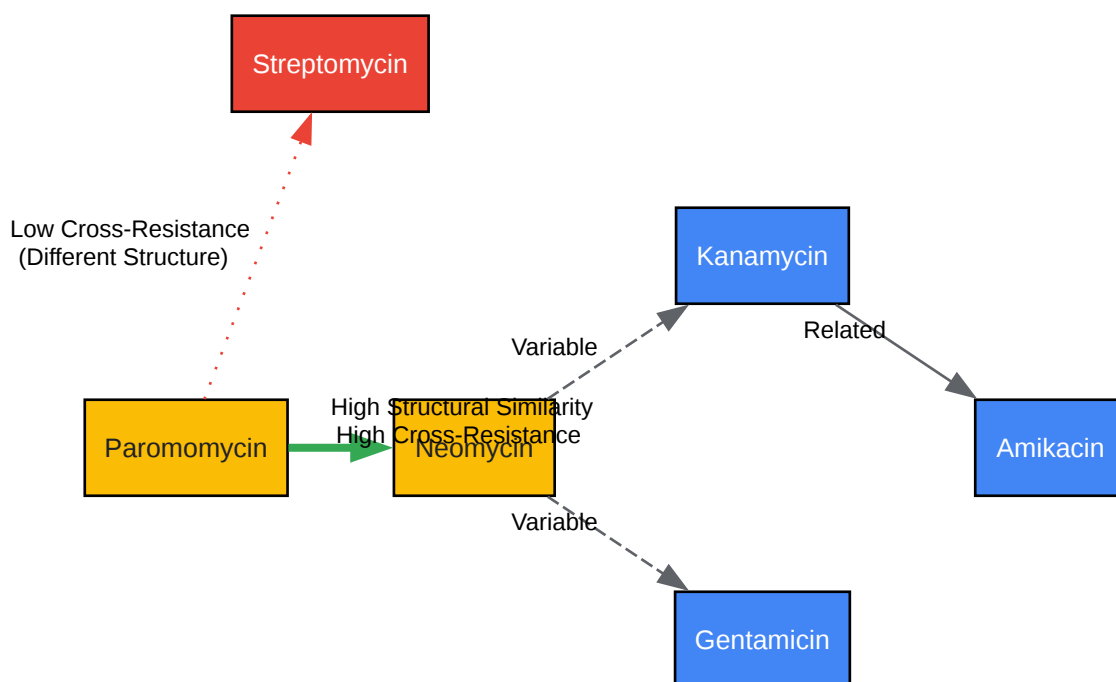 Streptomycin
Low Cross-Resistance
(Different Structure)
Kanamycin
Variable
Related
High Structural Similarity
High Cross-Resistance
Paromomycin
Neomycin
Amikacin
Variable
Gentamicin